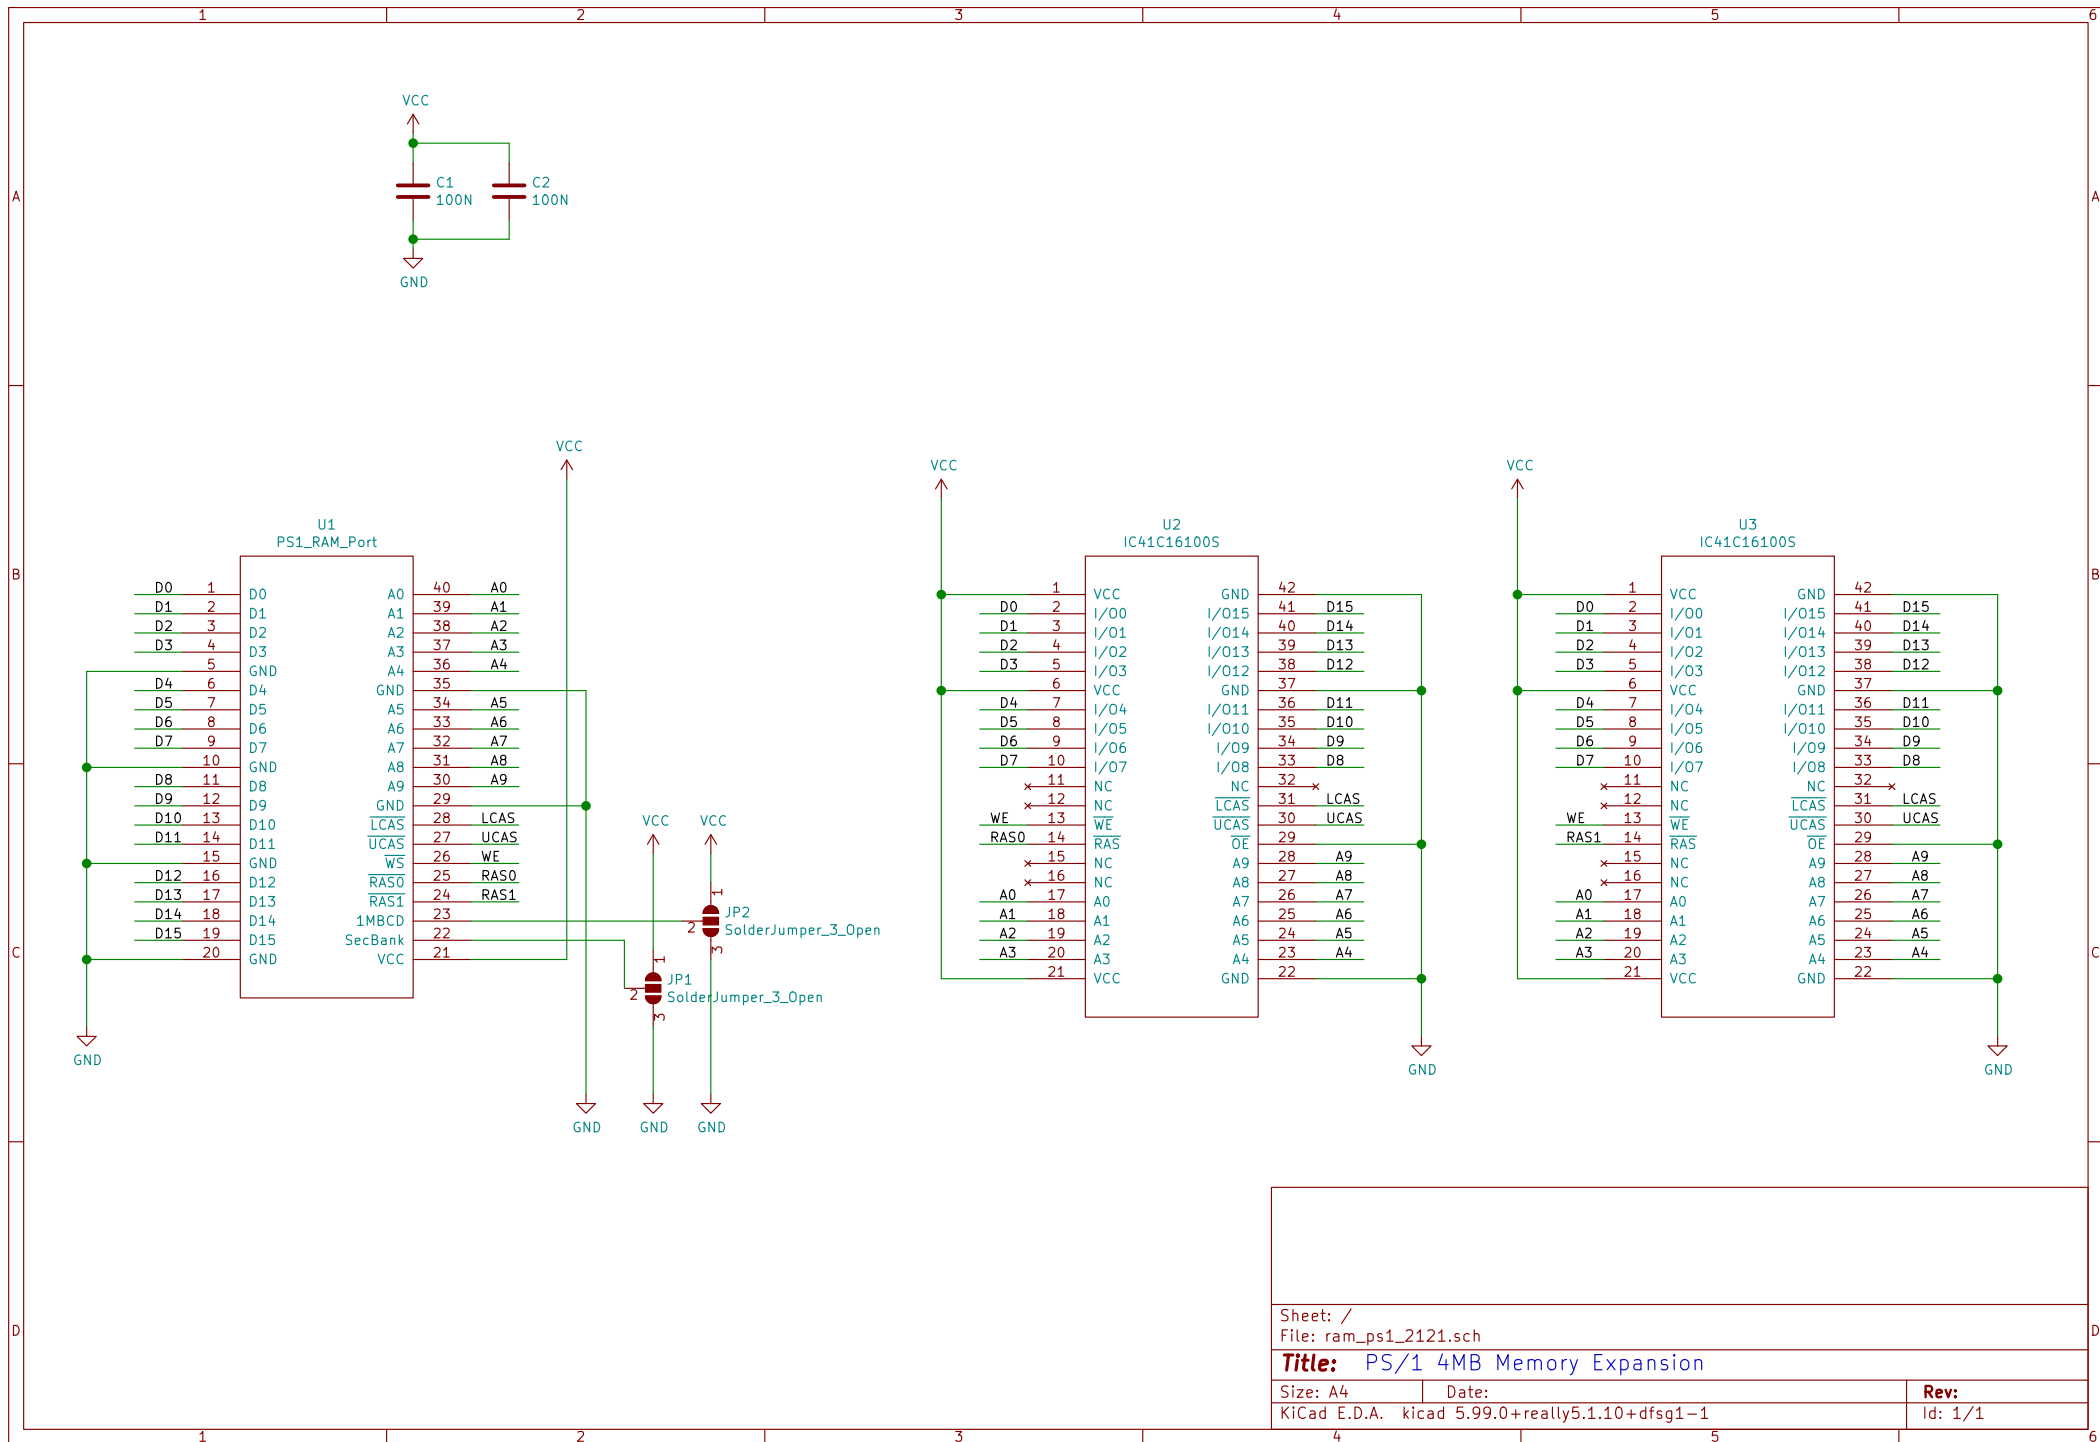 1 2 3 4 5 6
A A
B B
C C
D D
VCC
C1
100N
C2
100N
GND
VCC
U1
PS1_RAM_Port
D0 1 D0 A0 40 A0
D1 2 D1 A1 39 A1
D2 3 D2 A2 38 A2
D3 4 D3 A3 37 A3
5 GND A4 36 A4
D4 6 D4 GND 35
D5 7 D5 A5 34 A5
D6 8 D6 A6 33 A6
D7 9 D7 A7 32 A7
10 GND A8 31 A8
D8 11 D8 A9 30 A9
D9 12 D9 GND 29
D10 13 D10 LCAS 28 LCAS
D11 14 D11 UCAS 27 UCAS
15 GND WS 26 WE
D12 16 D12 RAS0 25 RAS0
D13 17 D13 RAS1 24 RAS1
D14 18 D14 1MBCD 23
D15 19 D15 SecBank 22
20 GND VCC 21
GND
VCC VCC
1
JP2
2 SolderJumper_3_Open
3
1
JP1
2 SolderJumper_3_Open
3
GND GND GND
VCC
U2
IC41C16100S
1 VCC GND 42
D0 2 I/O0 I/O15 41 D15
D1 3 I/O1 I/O14 40 D14
D2 4 I/O2 I/O13 39 D13
D3 5 I/O3 I/O12 38 D12
6 VCC GND 37
D4 7 I/O4 I/O11 36 D11
D5 8 I/O5 I/O10 35 D10
D6 9 I/O6 I/O9 34 D9
D7 10 I/O7 I/O8 33 D8
11 NC NC 32
12 NC LCAS 31 LCAS
WE 13 WE UCAS 30 UCAS
RAS0 14 RAS OE 29
15 NC A9 28 A9
16 NC A8 27 A8
A0 17 A0 A7 26 A7
A1 18 A1 A6 25 A6
A2 19 A2 A5 24 A5
A3 20 A3 A4 23 A4
21 VCC GND 22
GND
VCC
U3
IC41C16100S
1 VCC GND 42
D0 2 I/O0 I/O15 41 D15
D1 3 I/O1 I/O14 40 D14
D2 4 I/O2 I/O13 39 D13
D3 5 I/O3 I/O12 38 D12
6 VCC GND 37
D4 7 I/O4 I/O11 36 D11
D5 8 I/O5 I/O10 35 D10
D6 9 I/O6 I/O9 34 D9
D7 10 I/O7 I/O8 33 D8
11 NC NC 32
12 NC LCAS 31 LCAS
WE 13 WE UCAS 30 UCAS
RAS1 14 RAS OE 29
15 NC A9 28 A9
16 NC A8 27 A8
A0 17 A0 A7 26 A7
A1 18 A1 A6 25 A6
A2 19 A2 A5 24 A5
A3 20 A3 A4 23 A4
21 VCC GND 22
GND
Sheet: /
File: ram_ps1_2121.sch
Title: PS/1 4MB Memory Expansion
Size: A4 Date: Rev:
KiCad E.D.A. kicad 5.99.0+really5.1.10+dfsg1-1 Id: 1/1
1 2 3 4 5 6